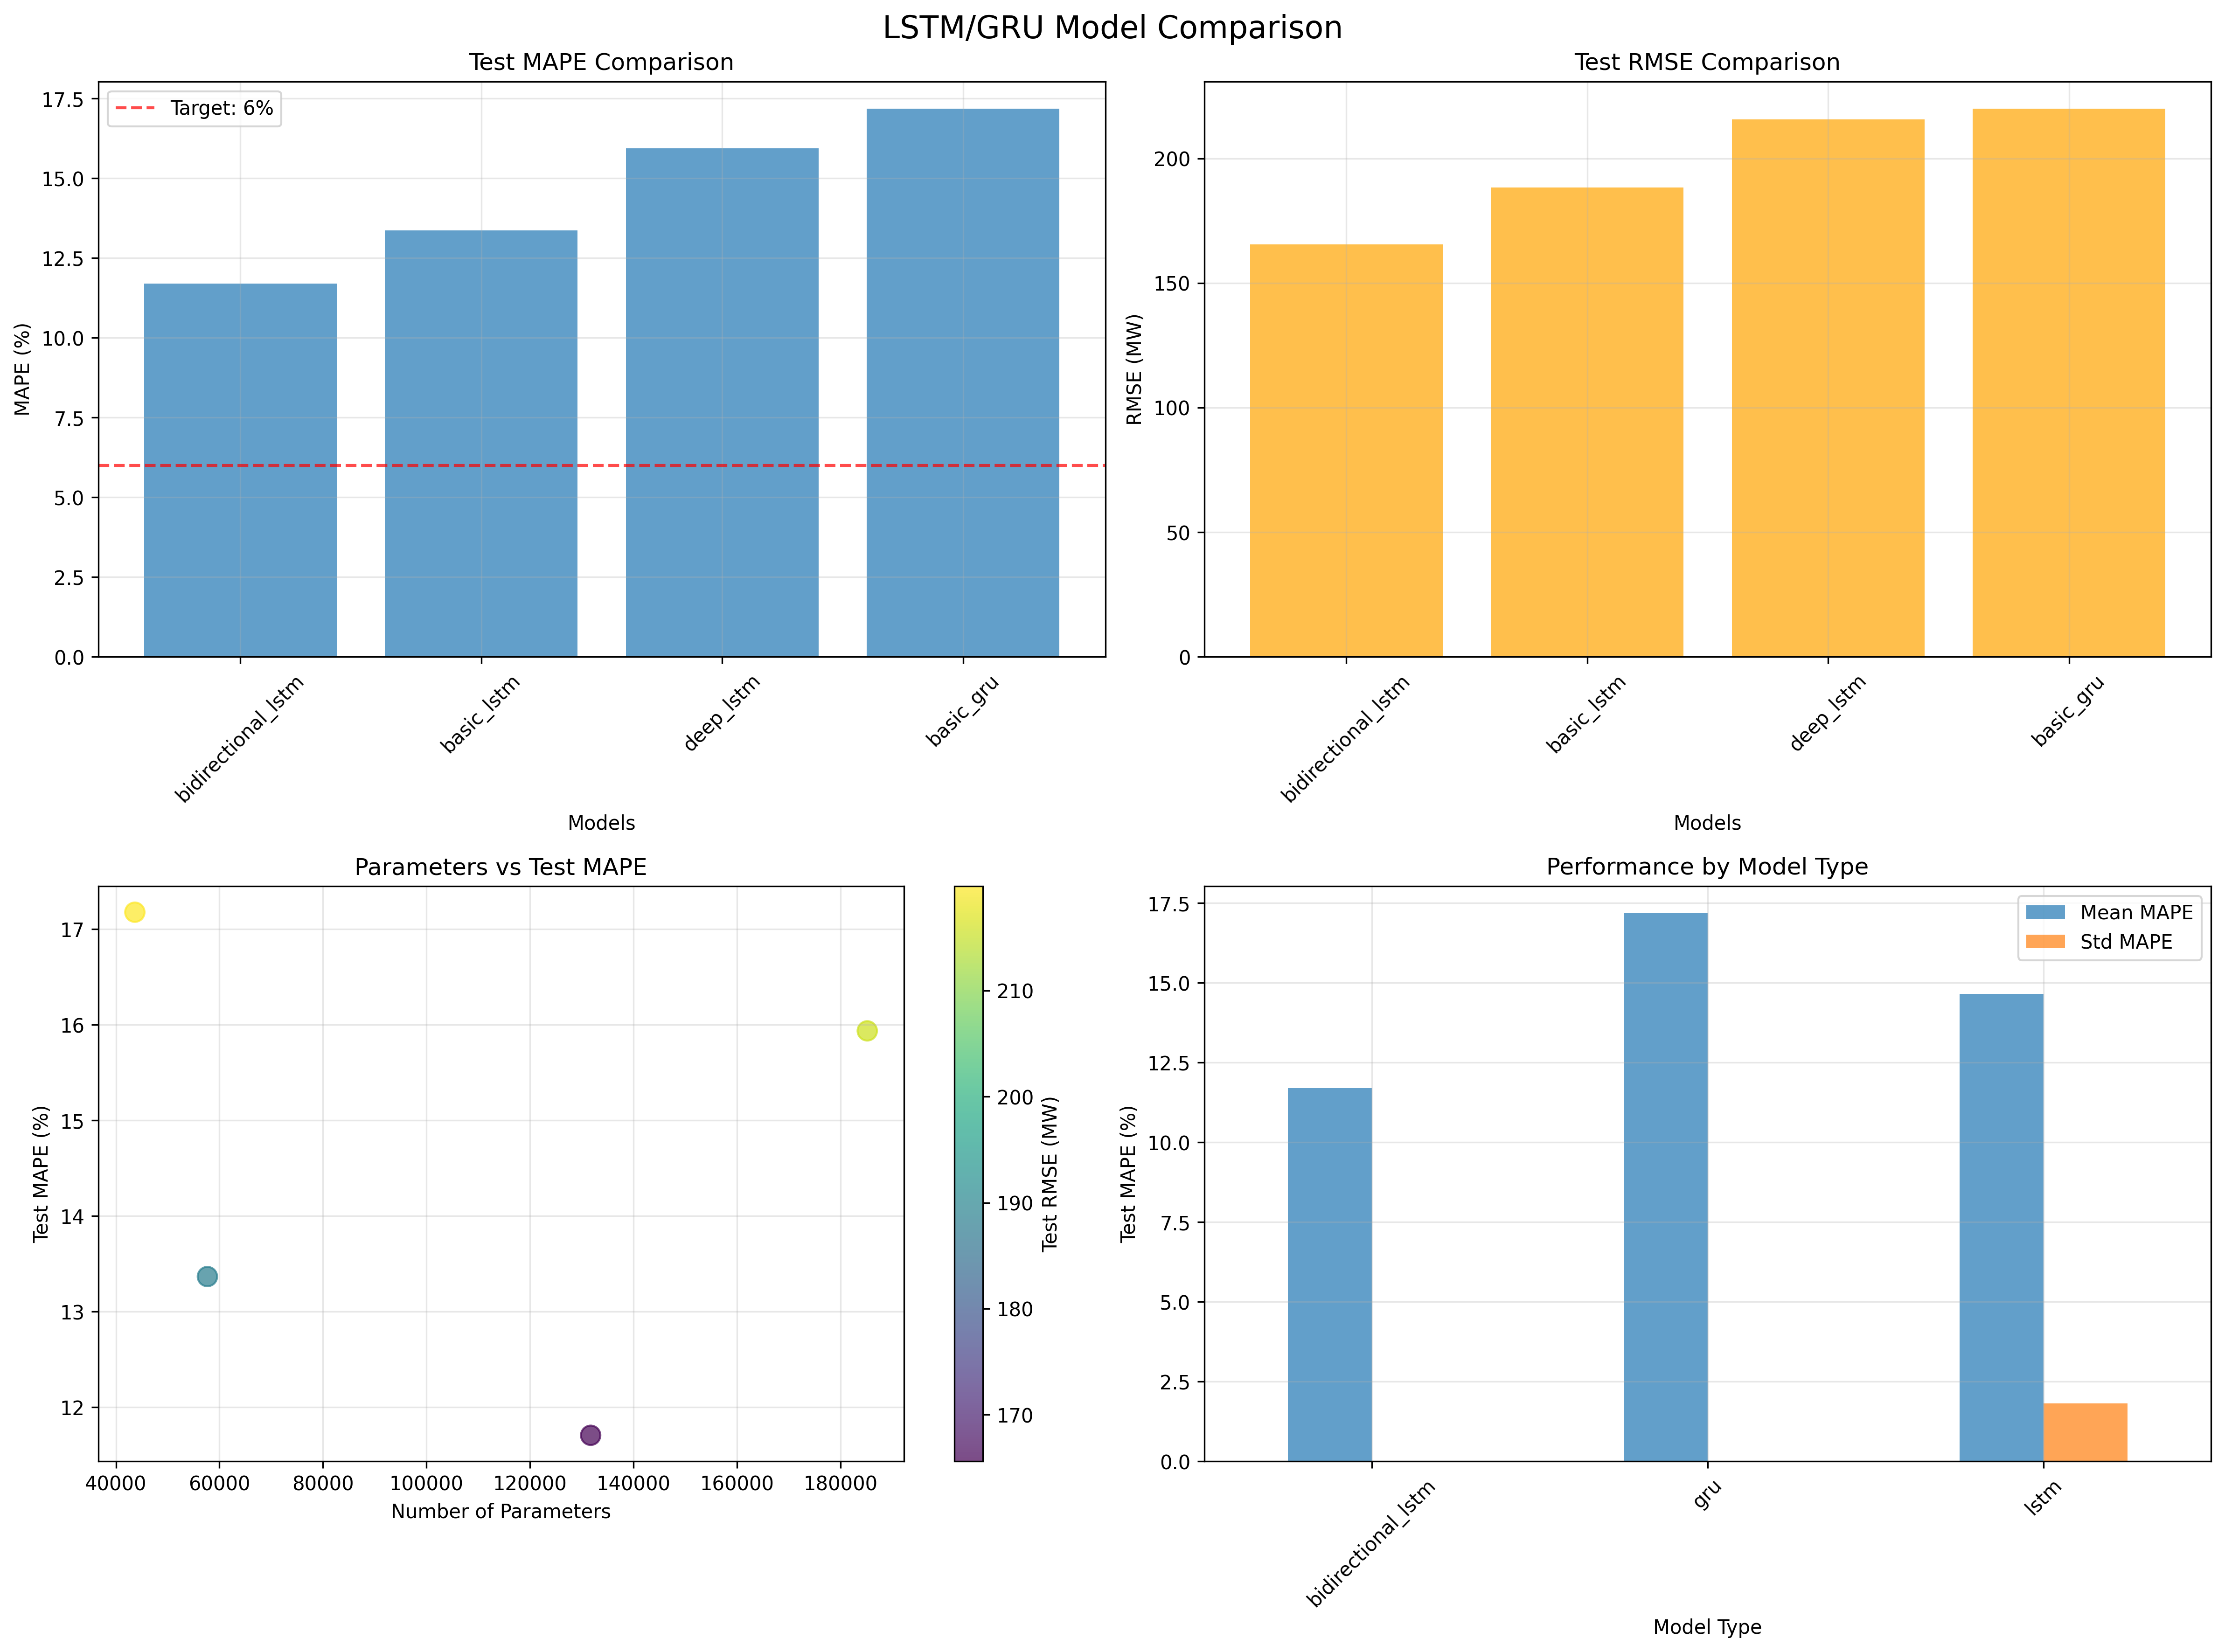 LSTM/GRU Model Comparison
Test MAPE Comparison
Target: 6%
17.5
15.0
12.5
10.0
7.5
5.0
2.5
0.0
MAPE (%)
bidirectional_lstm
basic_lstm
deep_lstm
basic_gru
Models
Test RMSE Comparison
200
150
100
50
0
RMSE (MW)
bidirectional_lstm
basic_lstm
deep_lstm
basic_gru
Models
Parameters vs Test MAPE
17
16
15
14
13
12
Test MAPE (%)
40000 60000 80000 100000 120000 140000 160000 180000
Number of Parameters
210
200
190
180
170
Test RMSE (MW)
Performance by Model Type
Mean MAPE
Std MAPE
17.5
15.0
12.5
10.0
7.5
5.0
2.5
0.0
Test MAPE (%)
bidirectional_lstm
gru
lstm
Model Type